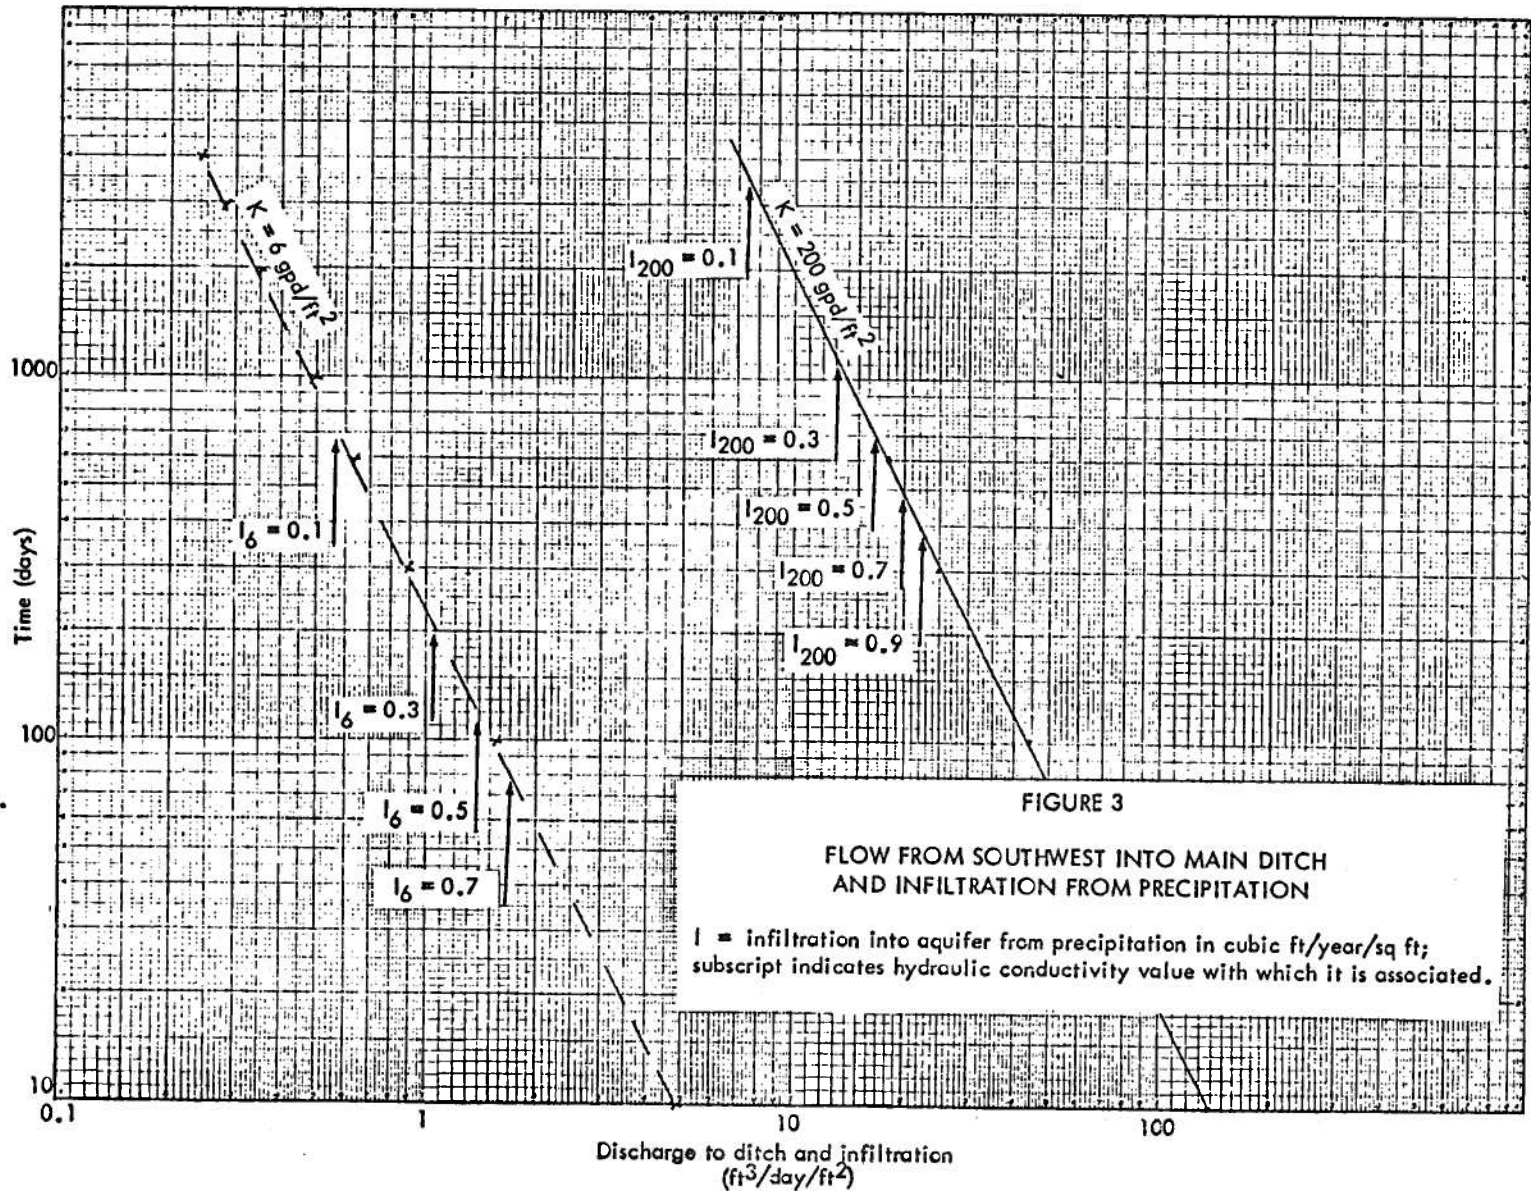 K = 6 gpd/ft²
K = 200 gpd/ft²
I200 = 0.1
I200 = 0.3
I200 = 0.5
I200 = 0.7
I200 = 0.9
I6 = 0.1
I6 = 0.3
I6 = 0.5
I6 = 0.7
Time (days)
1000
100
10
0.1
1
10
100
Discharge to ditch and infiltration
(ft³/day/ft²)
FIGURE 3
FLOW FROM SOUTHWEST INTO MAIN DITCH
AND INFILTRATION FROM PRECIPITATION
I = infiltration into aquifer from precipitation in cubic ft/year/sq ft;
subscript indicates hydraulic conductivity value with which it is associated.